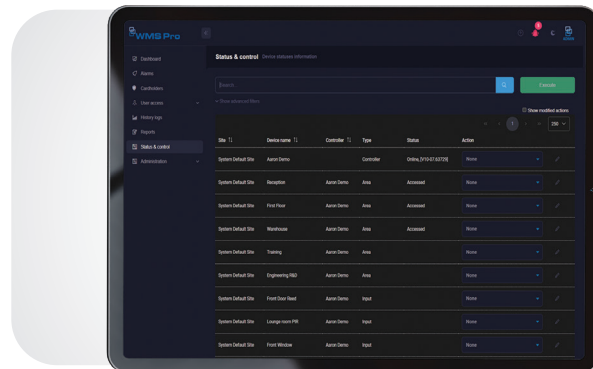 WMS Pro
Dashboard
Alarms
Cardholders
User access
History logs
Reports
Status & control
Administration
Status & control Device statuses information
Search
Show advanced filters
Execute
Show modified actions
1 250
Site Device name Controller Type Status Action
System Default Site Aaron Demo Controller Online, [V10-07.63729] None
System Default Site Reception Aaron Demo Area Accessed None
System Default Site First Floor Aaron Demo Area Accessed None
System Default Site Warehouse Aaron Demo Area Accessed None
System Default Site Training Aaron Demo Area None
System Default Site Engineering R&D Aaron Demo Area None
System Default Site Front Door Reed Aaron Demo Input None
System Default Site Lounge room PIR Aaron Demo Input None
System Default Site Front Window Aaron Demo Input None